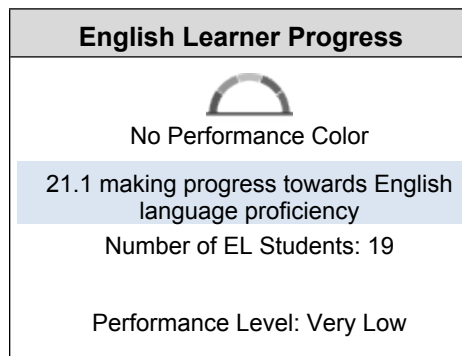 English Learner Progress
No Performance Color
21.1 making progress towards English
language proficiency
Number of EL Students: 19
Performance Level: Very Low